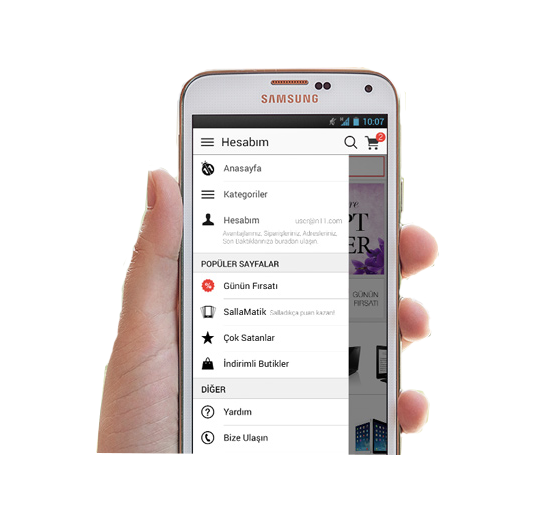 SAMSUNG
10:07
Hesabım
2
Anasayfa
Kategoriler
Hesabım
user@n11.com
Avantajlarınız, Siparişleriniz, Adresleriniz,
Son Baktıklarınıza buradan ulaşın.
POPÜLER SAYFALAR
% Günün Fırsatı
SallaMatik Salladıkça puan kazan!
Çok Satanlar
İndirimli Butikler
DİĞER
? Yardım
Bize Ulaşın
GÜNÜN
FIRSATI